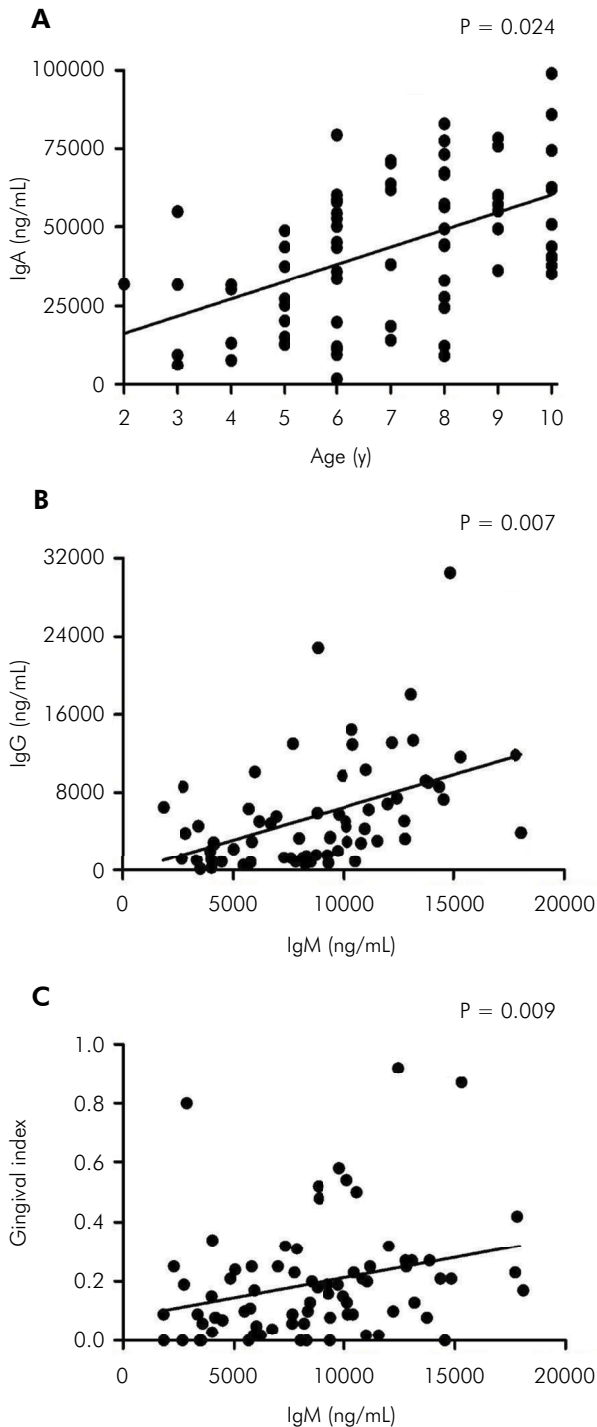 A
P = 0.024
100000
75000
50000
25000
0
IgA (ng/mL)
2 3 4 5 6 7 8 9 10
Age (y)
B
P = 0.007
32000
24000
16000
8000
0
IgG (ng/mL)
0 5000 10000 15000 20000
IgM (ng/mL)
C
P = 0.009
1.0
0.8
0.6
0.4
0.2
0.0
Gingival index
0 5000 10000 15000 20000
IgM (ng/mL)